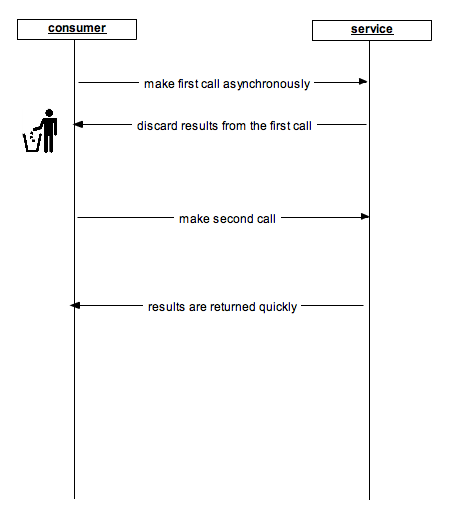 consumer
service
make first call asynchronously
discard results from the first call
make second call
results are returned quickly